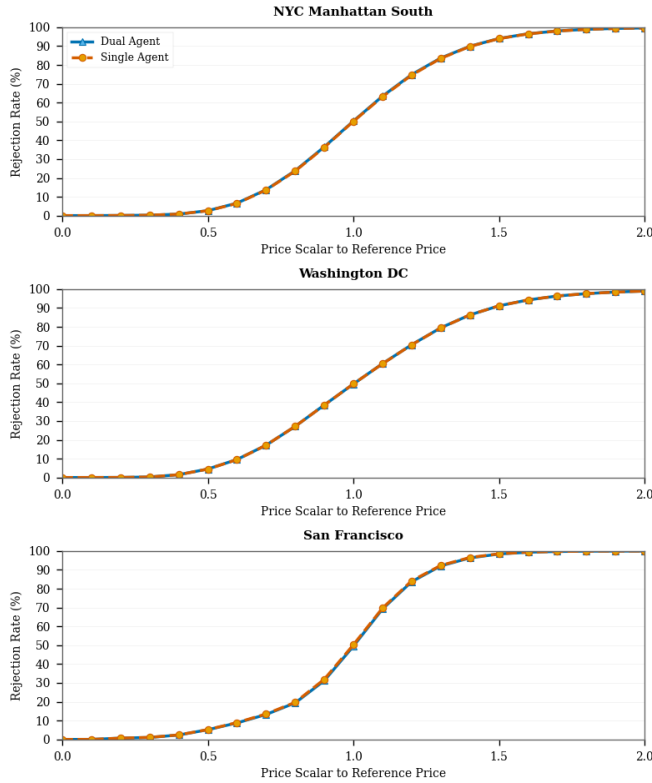 NYC Manhattan South
100
90
80
70
60
50
40
30
20
10
0
Rejection Rate (%)
Dual Agent
Single Agent
0.0 0.5 1.0 1.5 2.0
Price Scalar to Reference Price
Washington DC
100
90
80
70
60
50
40
30
20
10
0
Rejection Rate (%)
0.0 0.5 1.0 1.5 2.0
Price Scalar to Reference Price
San Francisco
100
90
80
70
60
50
40
30
20
10
0
Rejection Rate (%)
0.0 0.5 1.0 1.5 2.0
Price Scalar to Reference Price